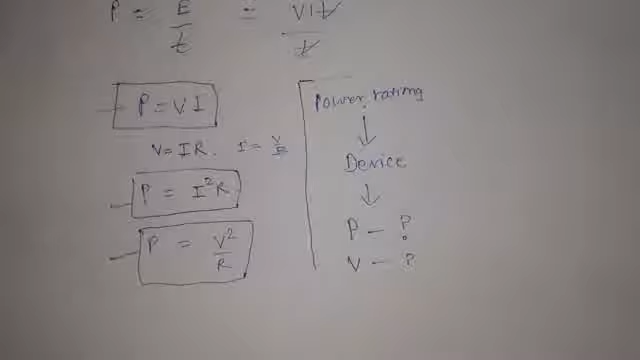 P = E/t = VIt/t
P = VI
V = IR. I = V/R
P = I²R
P = V²/R
Power rating
↓
Device
↓
P — ?
V — ?